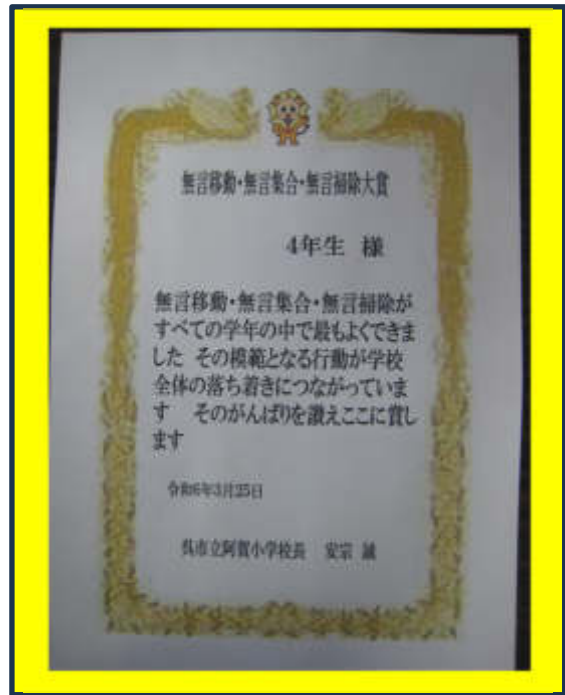 無言移動・無言集合・無言掃除大賞
4年生 様
無言移動・無言集合・無言掃除が
すべての学年の中で最もよくできま
した その模範となる行動が学校
全体の落ち着きにつながっていま
す そのがんばりを讃えここに賞し
ます
令和6年3月25日
呉市立阿賀小学校長 安宗 誠